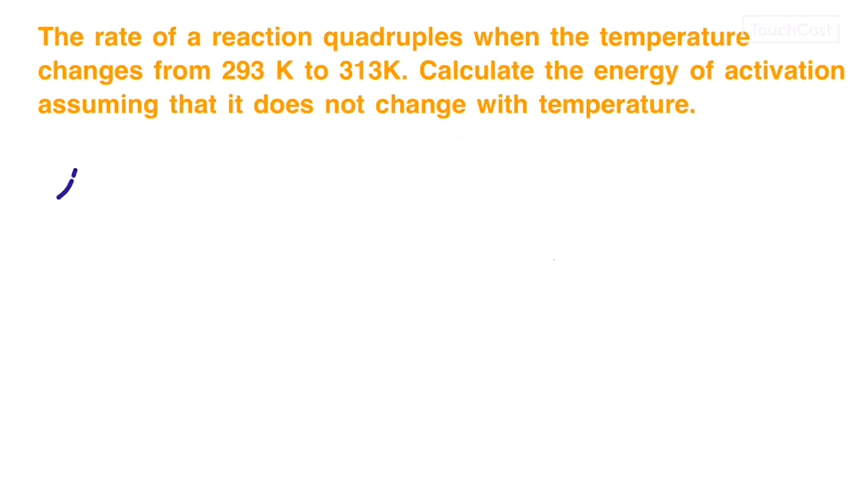 TouchCast
The rate of a reaction quadruples when the temperature
changes from 293 K to 313K. Calculate the energy of activation
assuming that it does not change with temperature.